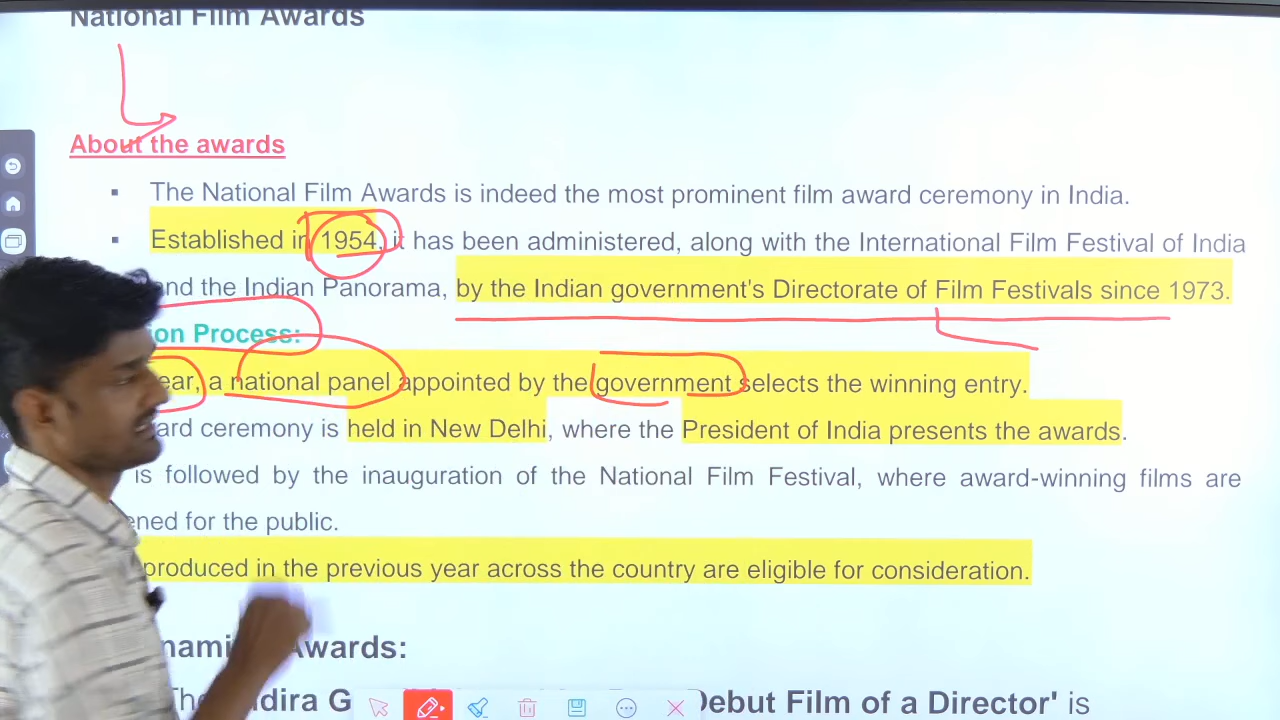 National Film Awards
About the awards
▪ The National Film Awards is indeed the most prominent film award ceremony in India.
▪ Established in 1954, it has been administered, along with the International Film Festival of India
and the Indian Panorama, by the Indian government's Directorate of Film Festivals since 1973.
Process:
a national panel appointed by the government selects the winning entry.
ceremony is held in New Delhi, where the President of India presents the awards.
is followed by the inauguration of the National Film Festival, where award-winning films are
for the public.
produced in the previous year across the country are eligible for consideration.
Awards:
The Debut Film of a Director' is